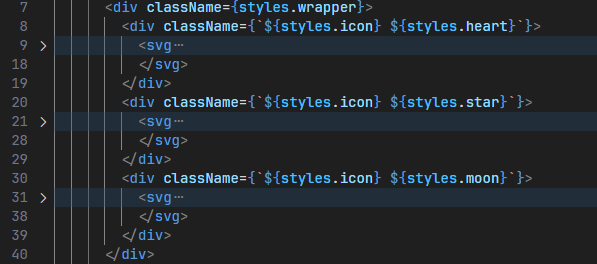 7 <div className={styles.wrapper}>
8 <div className={`${styles.icon} ${styles.heart}`}>
9 <svg⋯
18 </svg>
19 </div>
20 <div className={`${styles.icon} ${styles.star}`}>
21 <svg⋯
28 </svg>
29 </div>
30 <div className={`${styles.icon} ${styles.moon}`}>
31 <svg⋯
38 </svg>
39 </div>
40 </div>